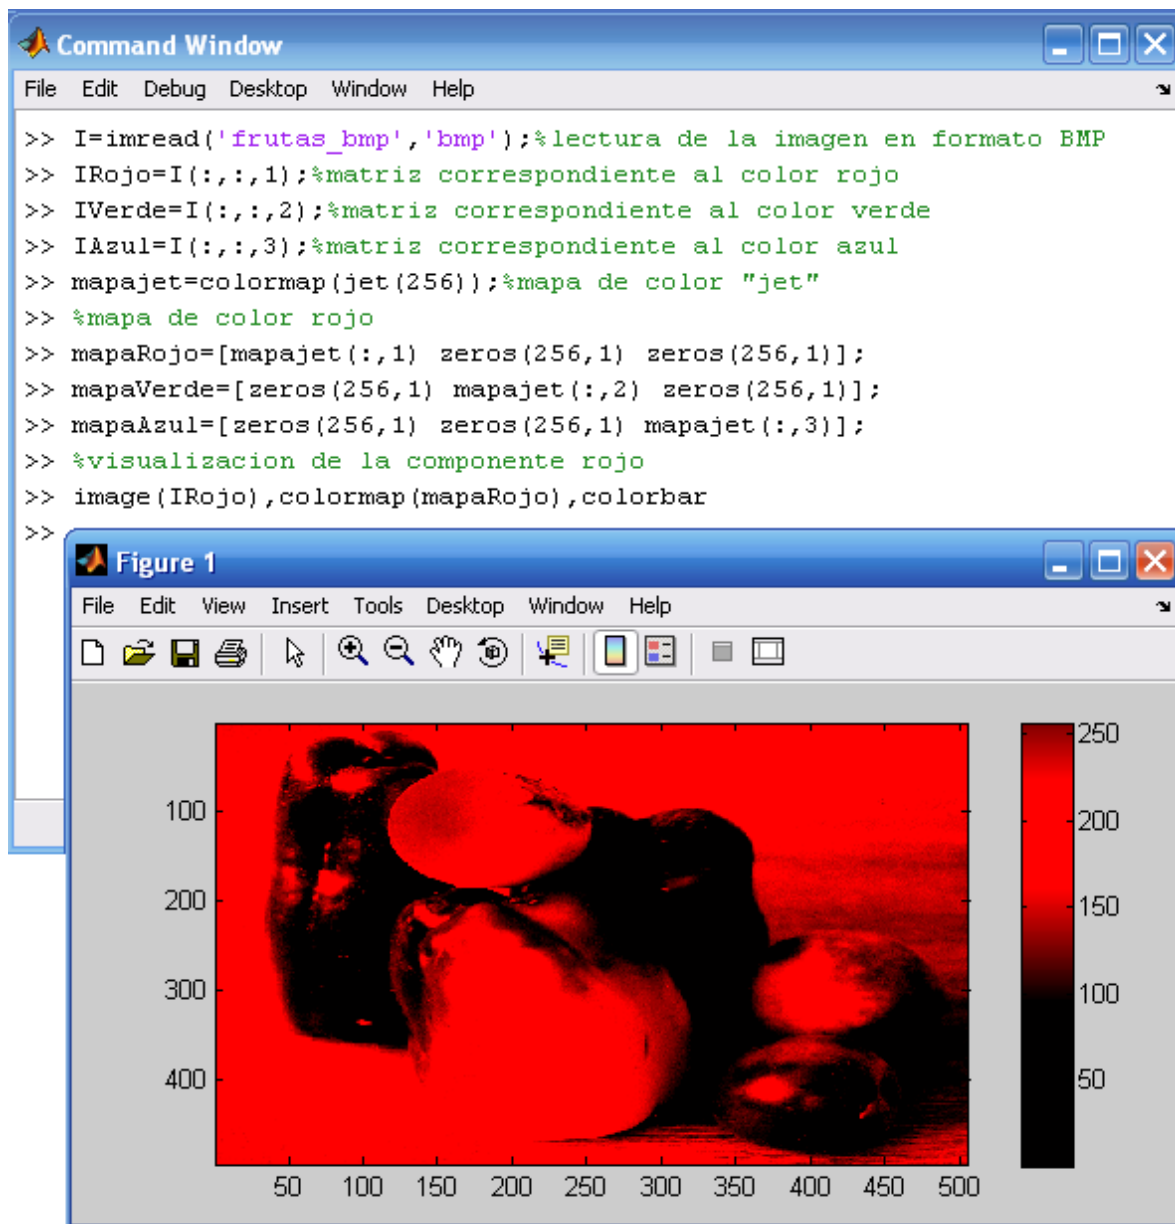 Command Window
File Edit Debug Desktop Window Help
>> I=imread('frutas_bmp','bmp');%lectura de la imagen en formato BMP
>> IRojo=I(:,:,1);%matriz correspondiente al color rojo
>> IVerde=I(:,:,2);%matriz correspondiente al color verde
>> IAzul=I(:,:,3);%matriz correspondiente al color azul
>> mapajet=colormap(jet(256));%mapa de color "jet"
>> %mapa de color rojo
>> mapaRojo=[mapajet(:,1) zeros(256,1) zeros(256,1)];
>> mapaVerde=[zeros(256,1) mapajet(:,2) zeros(256,1)];
>> mapaAzul=[zeros(256,1) zeros(256,1) mapajet(:,3)];
>> %visualizacion de la componente rojo
>> image(IRojo),colormap(mapaRojo),colorbar
>>
Figure 1
File Edit View Insert Tools Desktop Window Help
100
200
300
400
50 100 150 200 250 300 350 400 450 500
250
200
150
100
50